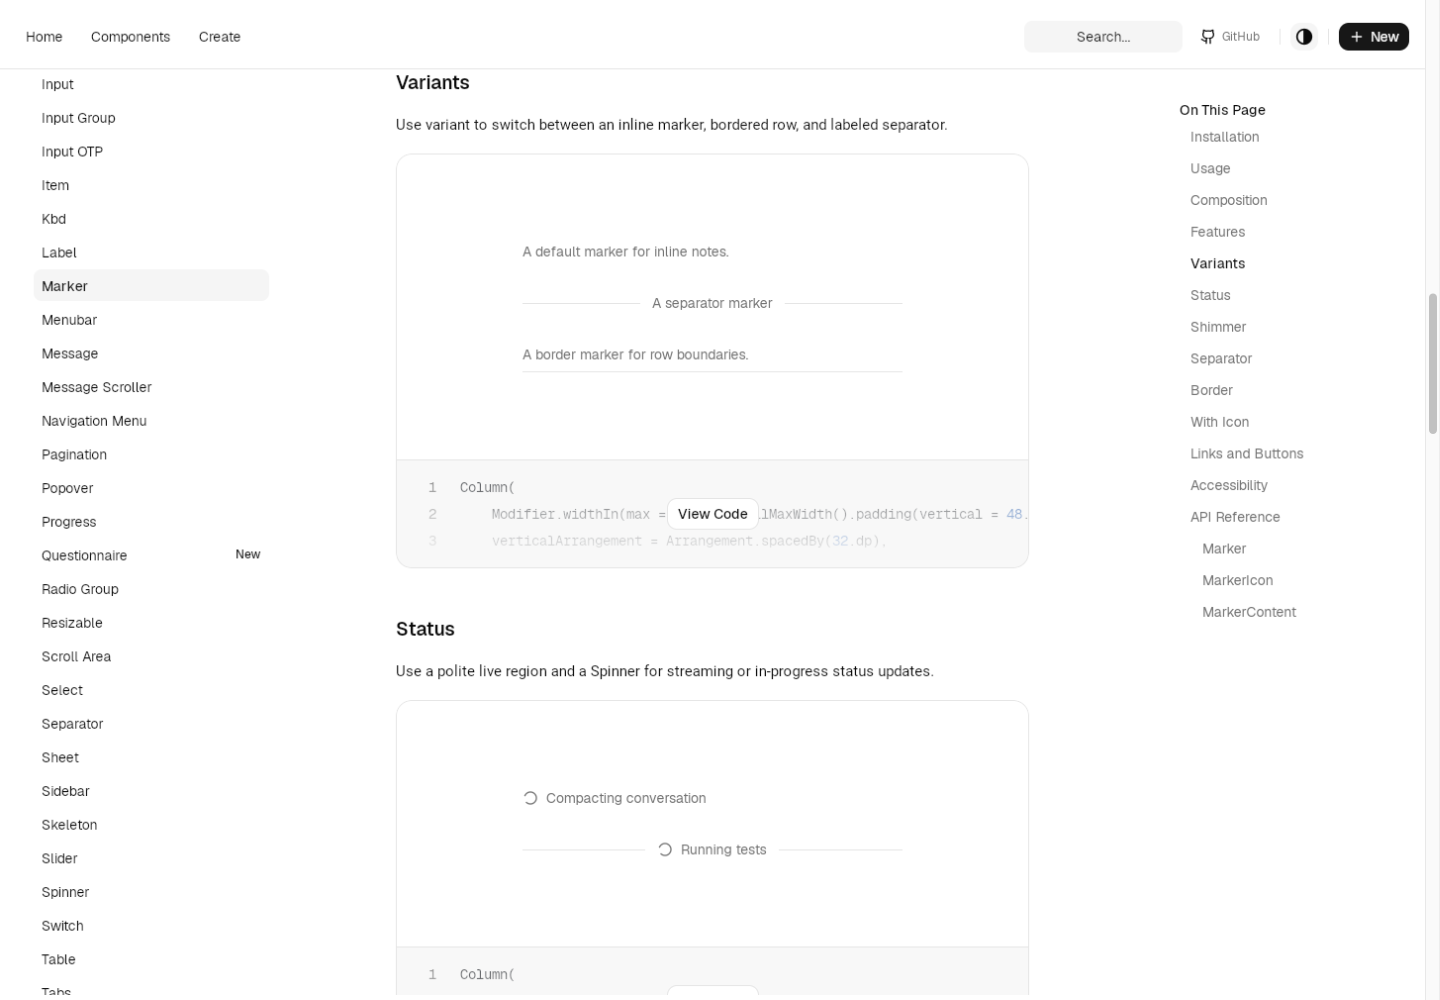 Home
Components
Create
Search...
GitHub
New
Input
Input Group
Input OTP
Item
Kbd
Label
Marker
Menubar
Message
Message Scroller
Navigation Menu
Pagination
Popover
Progress
Questionnaire New
Radio Group
Resizable
Scroll Area
Select
Separator
Sheet
Sidebar
Skeleton
Slider
Spinner
Switch
Table
Tabs
Variants
Use variant to switch between an inline marker, bordered row, and labeled separator.
A default marker for inline notes.
A separator marker
A border marker for row boundaries.
1 Column(
2 Modifier.widthIn(max = llMaxWidth().padding(vertical = 48.
View Code
3 verticalArrangement = Arrangement.spacedBy(32.dp),
Status
Use a polite live region and a Spinner for streaming or in-progress status updates.
Compacting conversation
Running tests
1 Column(
On This Page
Installation
Usage
Composition
Features
Variants
Status
Shimmer
Separator
Border
With Icon
Links and Buttons
Accessibility
API Reference
Marker
MarkerIcon
MarkerContent